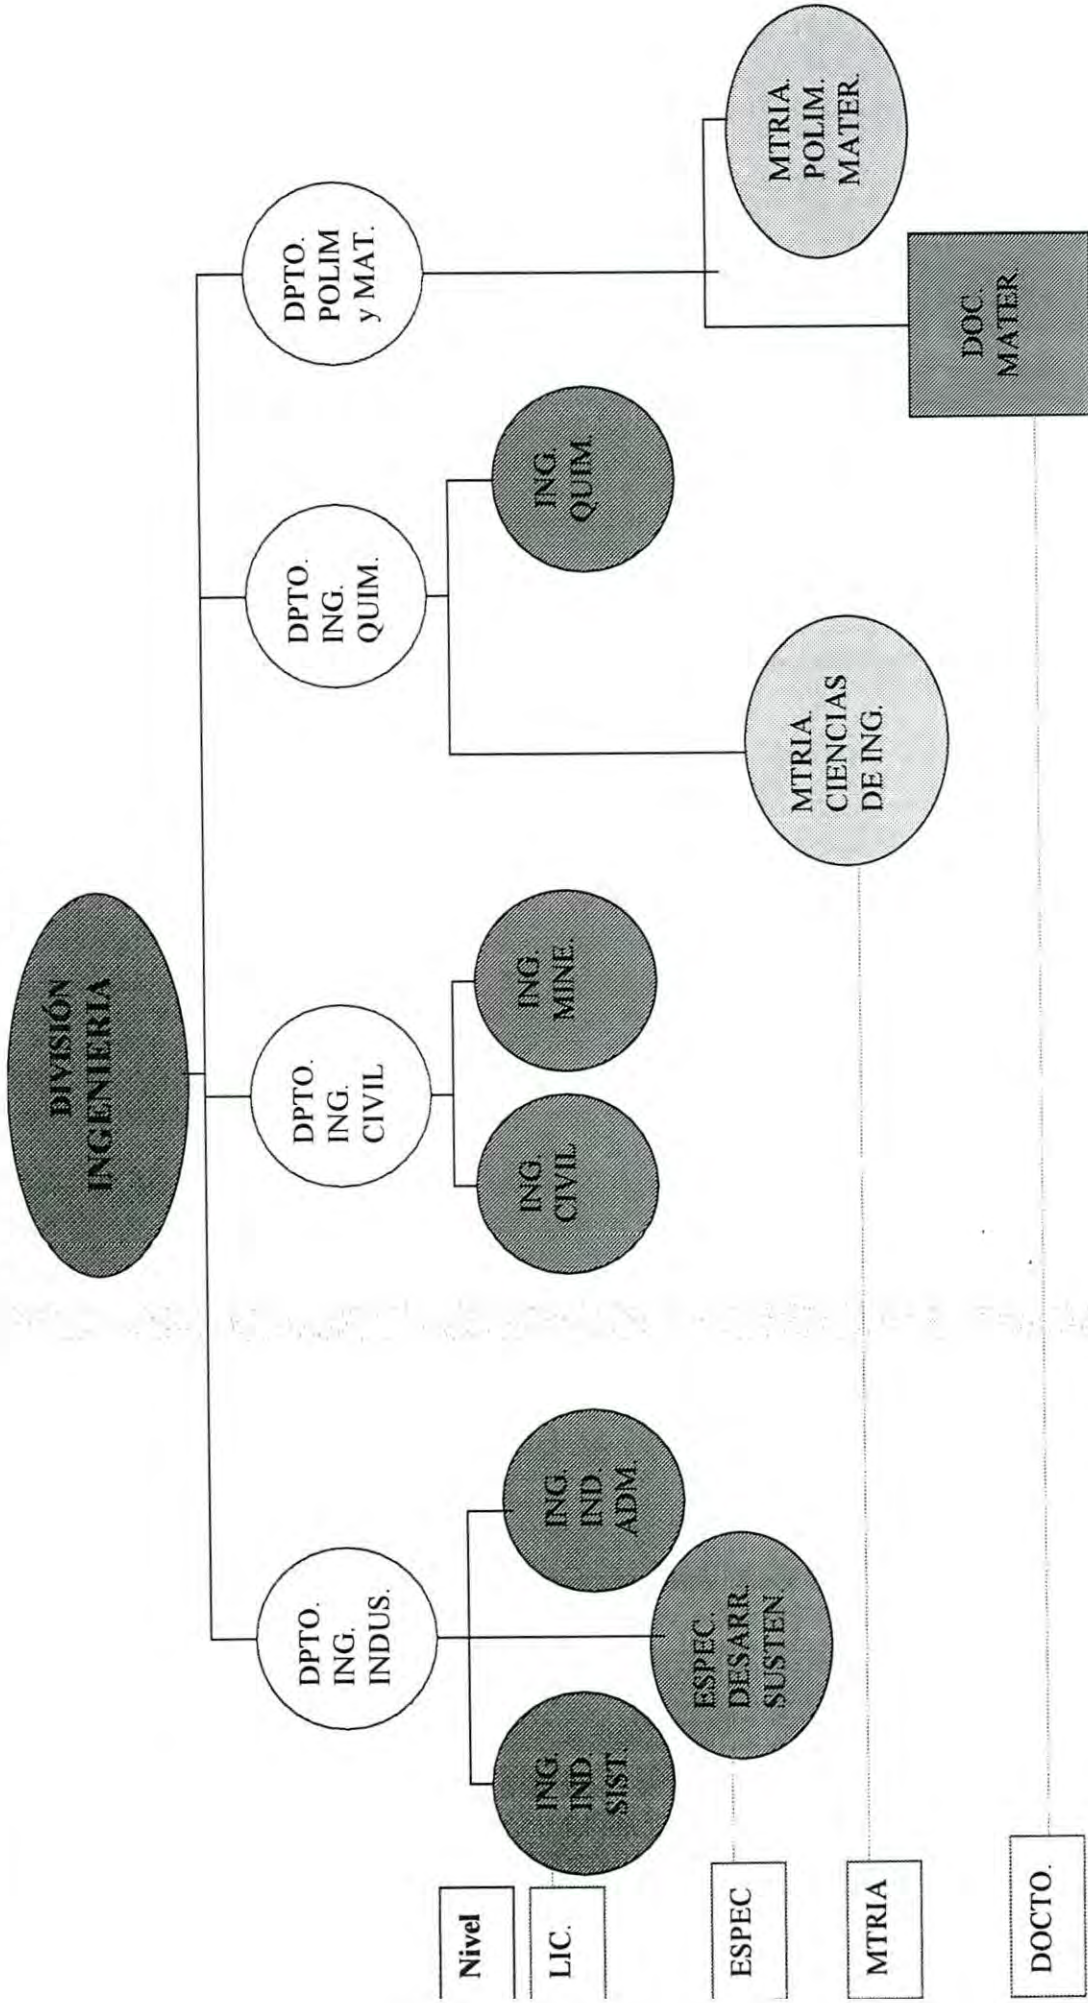 DIVISIÓN
INGENIERIA
DPTO.
ING.
INDUS.
DPTO.
ING.
CIVIL
DPTO.
ING.
QUIM.
DPTO.
POLIM
y MAT.
Nivel
LIC.
ING.
IND.
SIST.
ING.
IND.
ADM.
ING.
CIVIL
ING.
MINE.
ING.
QUIM.
ESPEC
ESPEC.
DESARR.
SUSTEN.
MTRIA
MTRIA.
CIENCIAS
DE ING.
MTRIA.
POLIM.
MATER.
DOCTO.
DOC.
MATER.